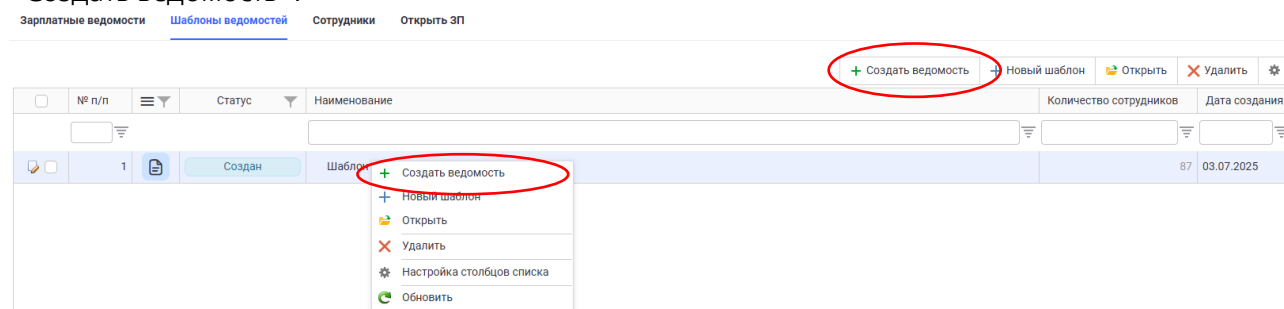 "Создать ведомость".
Зарплатные ведомости Шаблоны ведомостей Сотрудники Открыть ЗП
Создать ведомость Новый шаблон Открыть Удалить
№ п/п Статус Наименование Количество сотрудников Дата создания
1 Создан Шаблон 87 03.07.2025
Создать ведомость
Новый шаблон
Открыть
Удалить
Настройка столбцов списка
Обновить